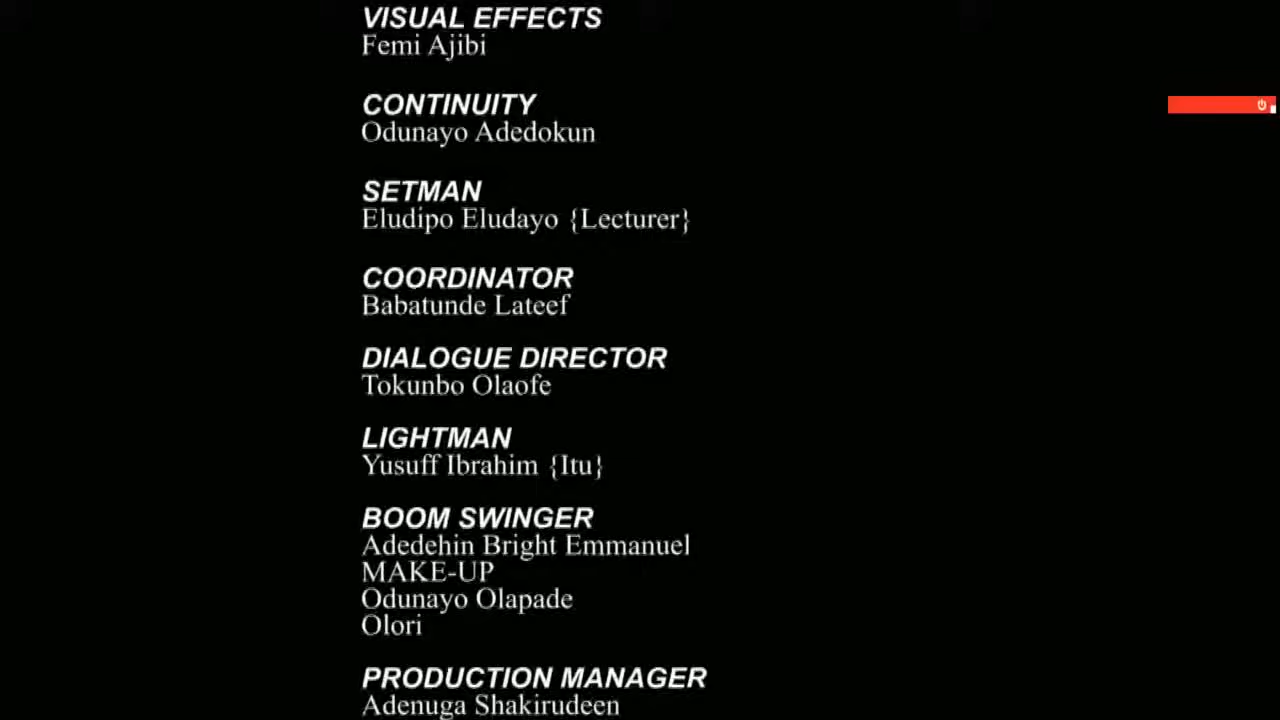 VISUAL EFFECTS
Femi Ajibi
CONTINUITY
Odunayo Adedokun
SETMAN
Eludipo Eludayo {Lecturer}
COORDINATOR
Babatunde Lateef
DIALOGUE DIRECTOR
Tokunbo Olaofe
LIGHTMAN
Yusuff Ibrahim {Itu}
BOOM SWINGER
Adedehin Bright Emmanuel
MAKE-UP
Odunayo Olapade
Olori
PRODUCTION MANAGER
Adenuga Shakirudeen